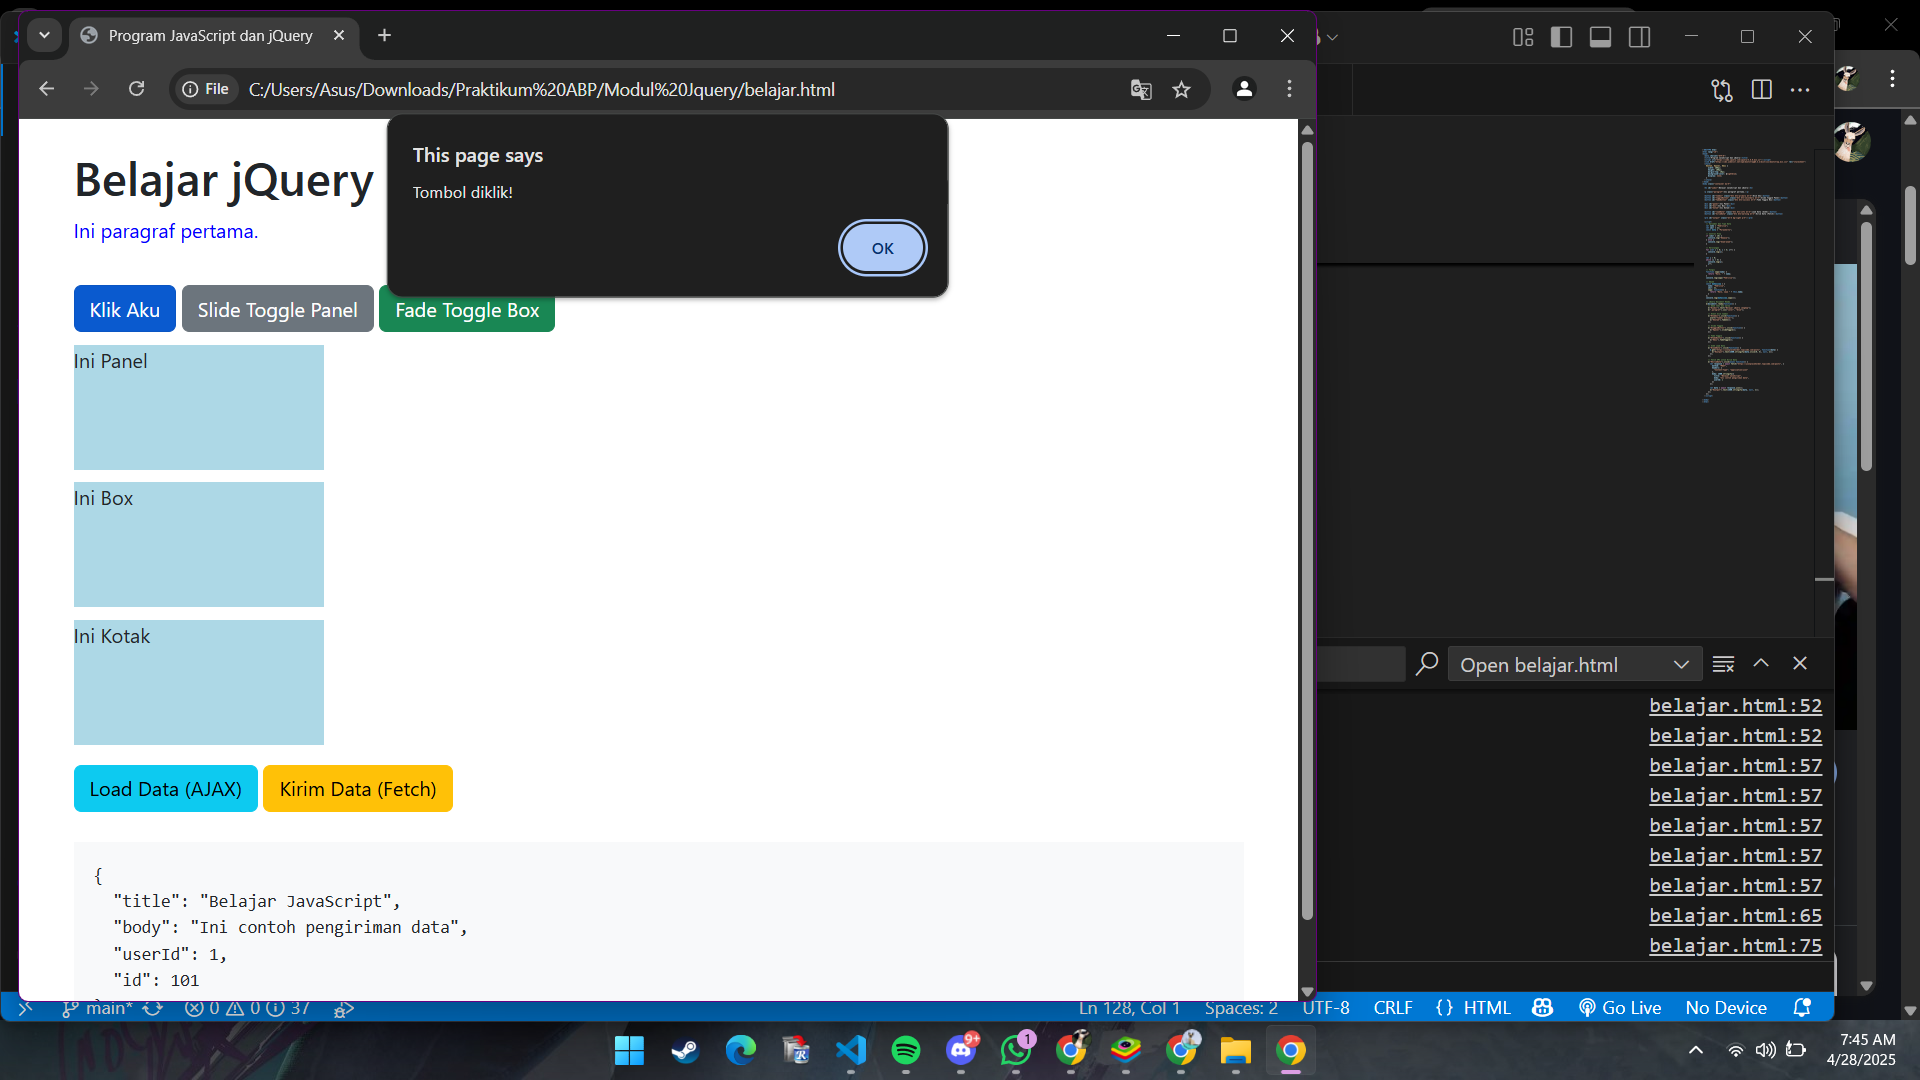 Program JavaScript dan jQuery
File
C:/Users/Asus/Downloads/Praktikum%20ABP/Modul%20Jquery/belajar.html
This page says
Tombol diklik!
OK
Belajar jQuery
Ini paragraf pertama.
Klik Aku
Slide Toggle Panel
Fade Toggle Box
Ini Panel
Ini Box
Ini Kotak
Load Data (AJAX)
Kirim Data (Fetch)
{
"title": "Belajar JavaScript",
"body": "Ini contoh pengiriman data",
"userId": 1,
"id": 101
Open belajar.html
belajar.html:52
belajar.html:52
belajar.html:57
belajar.html:57
belajar.html:57
belajar.html:57
belajar.html:57
belajar.html:65
belajar.html:75
main* 0 0 37 Ln 128, Col 1 Spaces: 2 UTF-8 CRLF {} HTML Go Live No Device
9+
1
7:45 AM
4/28/2025